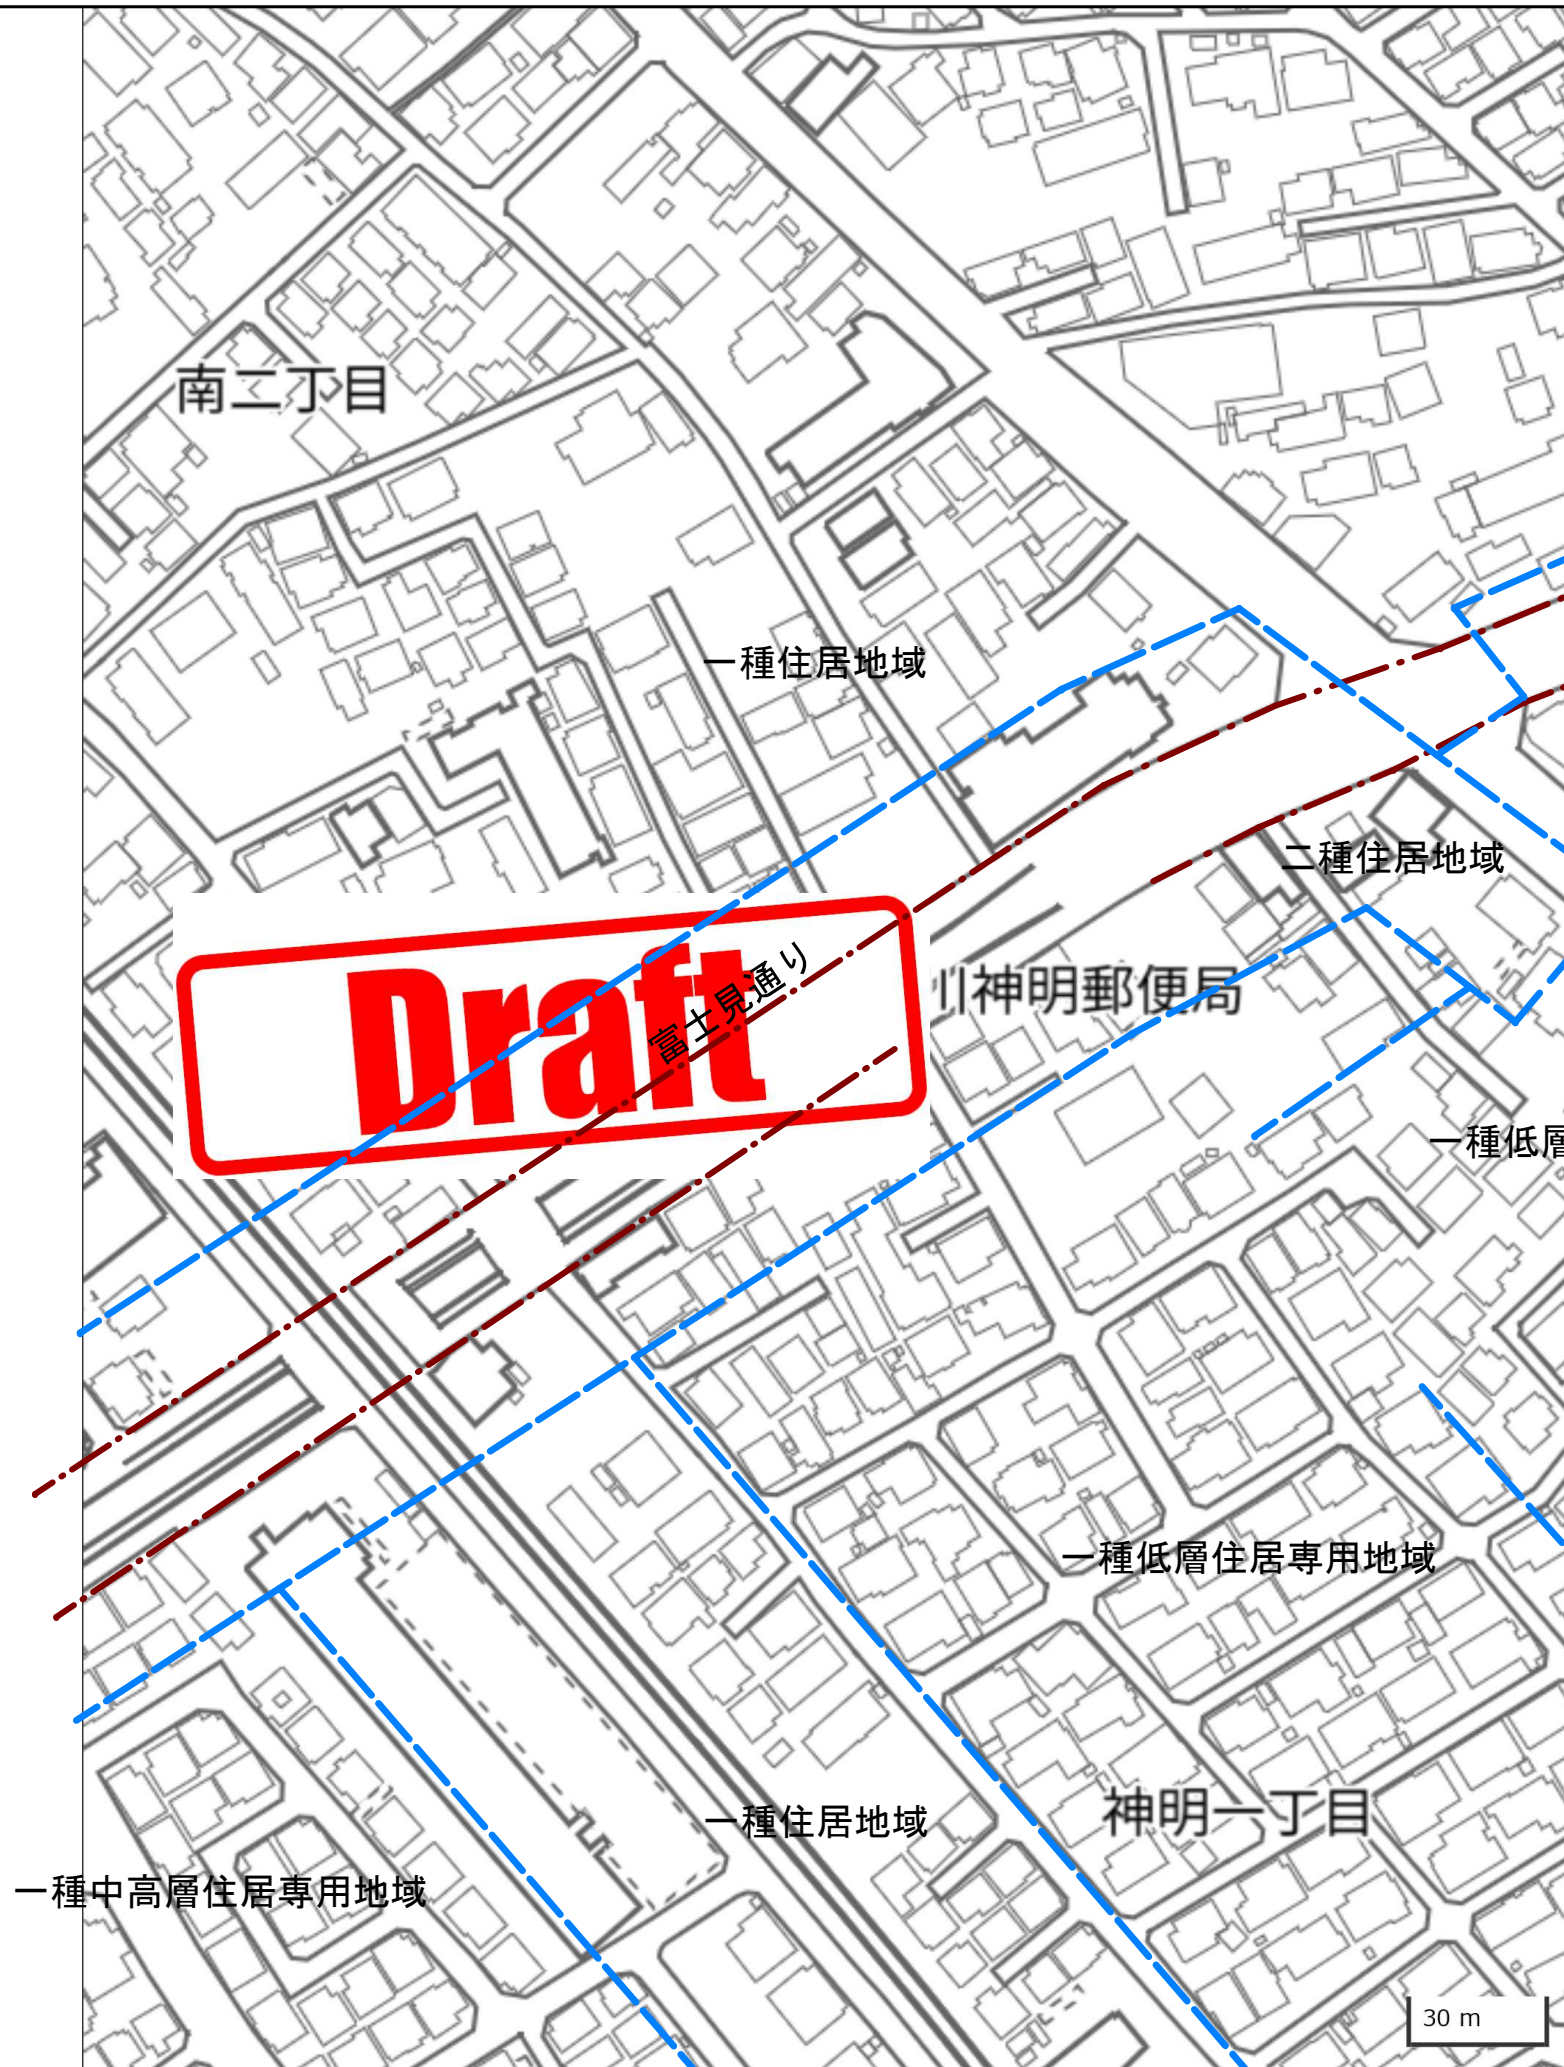 南二丁目
一種住居地域
二種住居地域
Draft
富士見通り
川神明郵便局
一種低層
一種低層住居専用地域
神明一丁目
一種住居地域
一種中高層住居専用地域
30 m